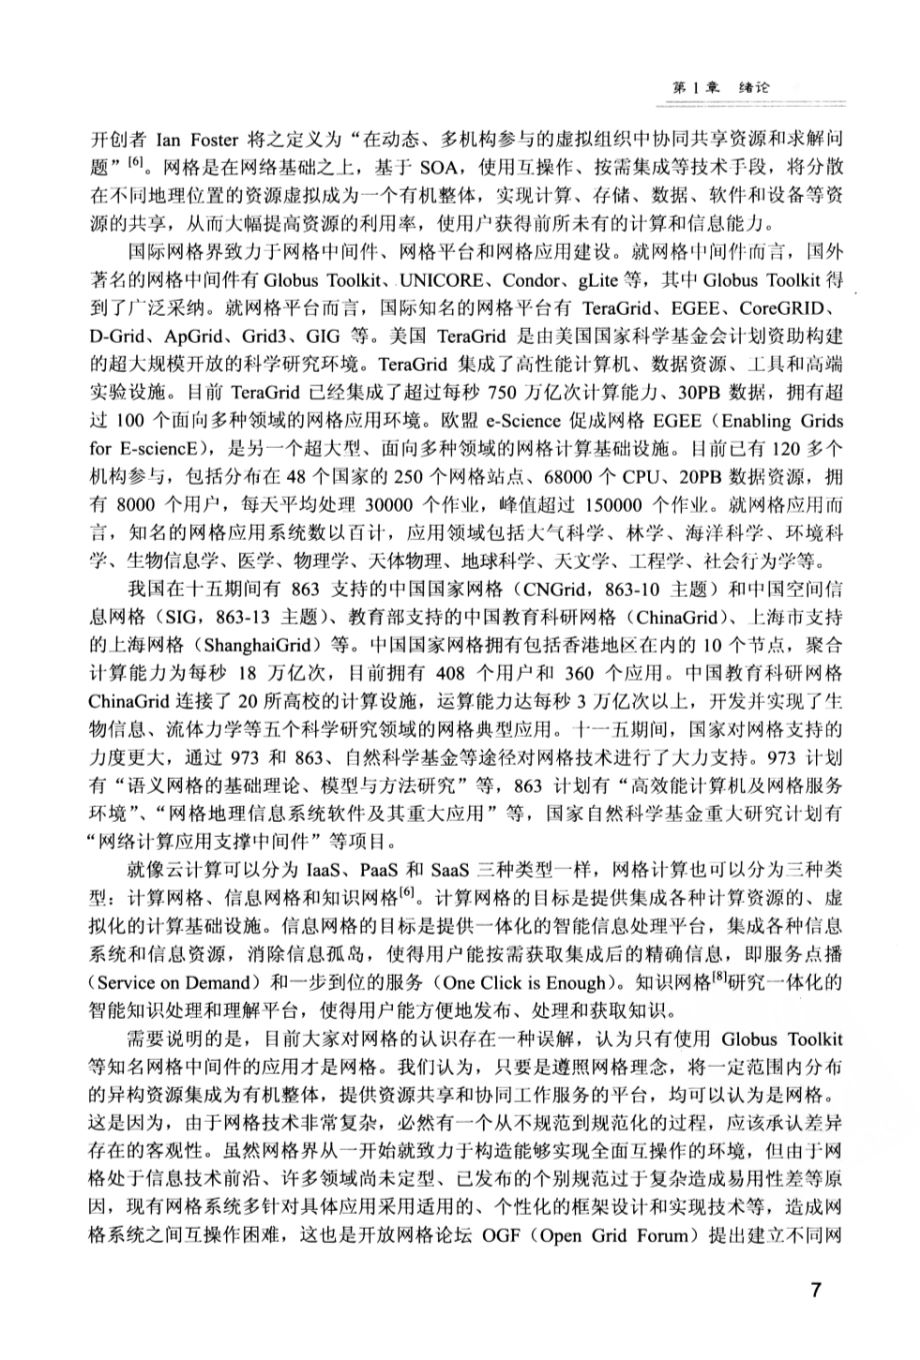 第1章 绪论
开创者 Ian Foster 将之定义为“在动态、多机构参与的虚拟组织中协同共享资源和求解问
题”[6]。网格是在网络基础之上，基于 SOA，使用互操作、按需集成等技术手段，将分散
在不同地理位置的资源虚拟成为一个有机整体，实现计算、存储、数据、软件和设备等资
源的共享，从而大幅提高资源的利用率，使用户获得前所未有的计算和信息能力。
国际网格界致力于网格中间件、网格平台和网格应用建设。就网格中间件而言，国外
著名的网格中间件有 Globus Toolkit、UNICORE、Condor、gLite 等，其中 Globus Toolkit 得
到了广泛采纳。就网格平台而言，国际知名的网格平台有 TeraGrid、EGEE、CoreGRID、
D-Grid、ApGrid、Grid3、GIG 等。美国 TeraGrid 是由美国国家科学基金会计划资助构建
的超大规模开放的科学研究环境。TeraGrid 集成了高性能计算机、数据资源、工具和高端
实验设施。目前 TeraGrid 已经集成了超过每秒 750 万亿次计算能力、30PB 数据，拥有超
过 100 个面向多种领域的网格应用环境。欧盟 e-Science 促成网格 EGEE（Enabling Grids
for E-sciencE），是另一个超大型、面向多种领域的网格计算基础设施。目前已有 120 多个
机构参与，包括分布在 48 个国家的 250 个网格站点、68000 个 CPU、20PB 数据资源，拥
有 8000 个用户，每天平均处理 30000 个作业，峰值超过 150000 个作业。就网格应用而
言，知名的网格应用系统数以百计，应用领域包括大气科学、林学、海洋科学、环境科
学、生物信息学、医学、物理学、天体物理、地球科学、天文学、工程学、社会行为学等。
我国在十五期间有 863 支持的中国国家网格（CNGrid，863-10 主题）和中国空间信
息网格（SIG，863-13 主题）、教育部支持的中国教育科研网格（ChinaGrid）、上海市支持
的上海网格（ShanghaiGrid）等。中国国家网格拥有包括香港地区在内的 10 个节点，聚合
计算能力为每秒 18 万亿次，目前拥有 408 个用户和 360 个应用。中国教育科研网格
ChinaGrid 连接了 20 所高校的计算设施，运算能力达每秒 3 万亿次以上，开发并实现了生
物信息、流体力学等五个科学研究领域的网格典型应用。十一五期间，国家对网格支持的
力度更大，通过 973 和 863、自然科学基金等途径对网格技术进行了大力支持。973 计划
有“语义网格的基础理论、模型与方法研究”等，863 计划有“高效能计算机及网格服务
环境”、“网格地理信息系统软件及其重大应用”等，国家自然科学基金重大研究计划有
“网络计算应用支撑中间件”等项目。
就像云计算可以分为 IaaS、PaaS 和 SaaS 三种类型一样，网格计算也可以分为三种类
型：计算网格、信息网格和知识网格[6]。计算网格的目标是提供集成各种计算资源的、虚
拟化的计算基础设施。信息网格的目标是提供一体化的智能信息处理平台，集成各种信息
系统和信息资源，消除信息孤岛，使得用户能按需获取集成后的精确信息，即服务点播
（Service on Demand）和一步到位的服务（One Click is Enough）。知识网格[8]研究一体化的
智能知识处理和理解平台，使得用户能方便地发布、处理和获取知识。
需要说明的是，目前大家对网格的认识存在一种误解，认为只有使用 Globus Toolkit
等知名网格中间件的应用才是网格。我们认为，只要是遵照网格理念，将一定范围内分布
的异构资源集成为有机整体，提供资源共享和协同工作服务的平台，均可以认为是网格。
这是因为，由于网格技术非常复杂，必然有一个从不规范到规范化的过程，应该承认差异
存在的客观性。虽然网格界从一开始就致力于构造能够实现全面互操作的环境，但由于网
格处于信息技术前沿、许多领域尚未定型、已发布的个别规范过于复杂造成易用性差等原
因，现有网格系统多针对具体应用采用适用的、个性化的框架设计和实现技术等，造成网
格系统之间互操作困难，这也是开放网格论坛 OGF（Open Grid Forum）提出建立不同网
7